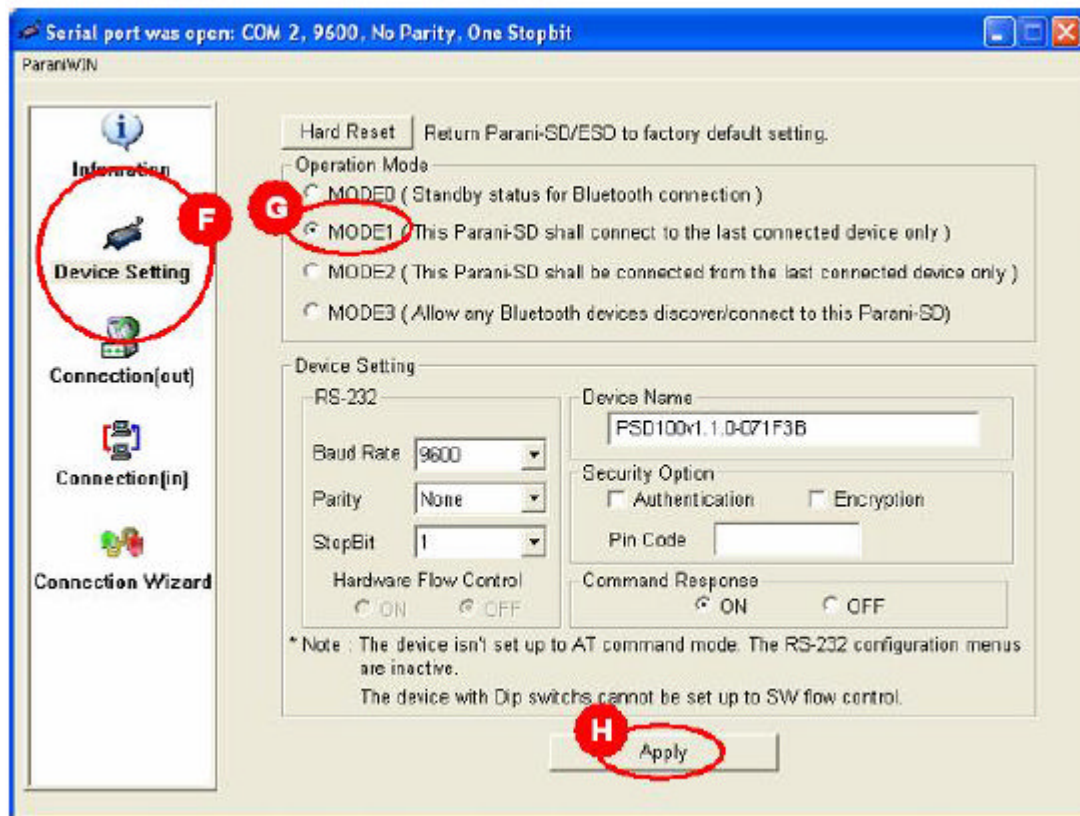 Serial port was open: COM 2, 9600, No Parity, One Stopbit
ParaniWIN
Information
F
Device Setting
Connection(out)
Connection(in)
Connection Wizard
Hard Reset Return Parani-SD/ESD to factory default setting.
Operation Mode
MODE0 ( Standby status for Bluetooth connection )
G
MODE1 ( This Parani-SD shall connect to the last connected device only )
MODE2 ( This Parani-SD shall be connected from the last connected device only )
MODE3 ( Allow any Bluetooth devices discover/connect to this Parani-SD)
Device Setting
RS-232
Baud Rate 9600
Parity None
StopBit 1
Hardware Flow Control
ON OFF
Device Name
PSD100v1.1.0-071F3B
Security Option
Authentication Encryption
Pin Code
Command Response
ON OFF
* Note : The device isn't set up to AT command mode. The RS-232 configuration menus
are inactive.
The device with Dip switchs cannot be set up to SW flow control.
H
Apply